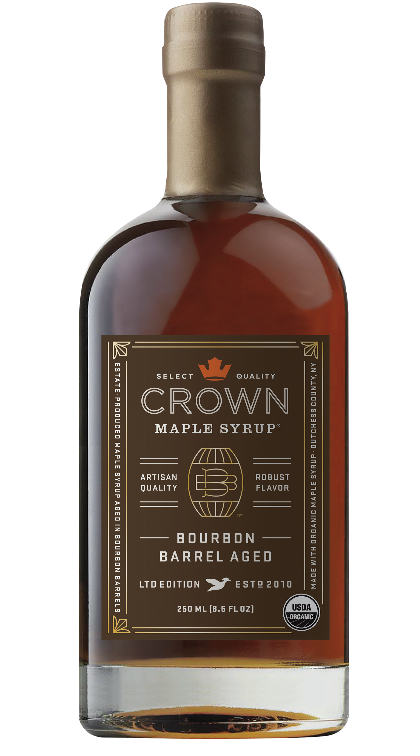 SELECT QUALITY
CROWN
MAPLE SYRUP®
ARTISAN
QUALITY
BBB
ROBUST
FLAVOR
BOURBON
BARREL AGED
LTD EDITION ESTD 2010
250 ML (8.5 FL OZ)
USDA
ORGANIC
ESTATE-PRODUCED MAPLE SYRUP AGED IN BOURBON BARRELS
MADE WITH ORGANIC MAPLE SYRUP - DUTCHESS COUNTY, NY